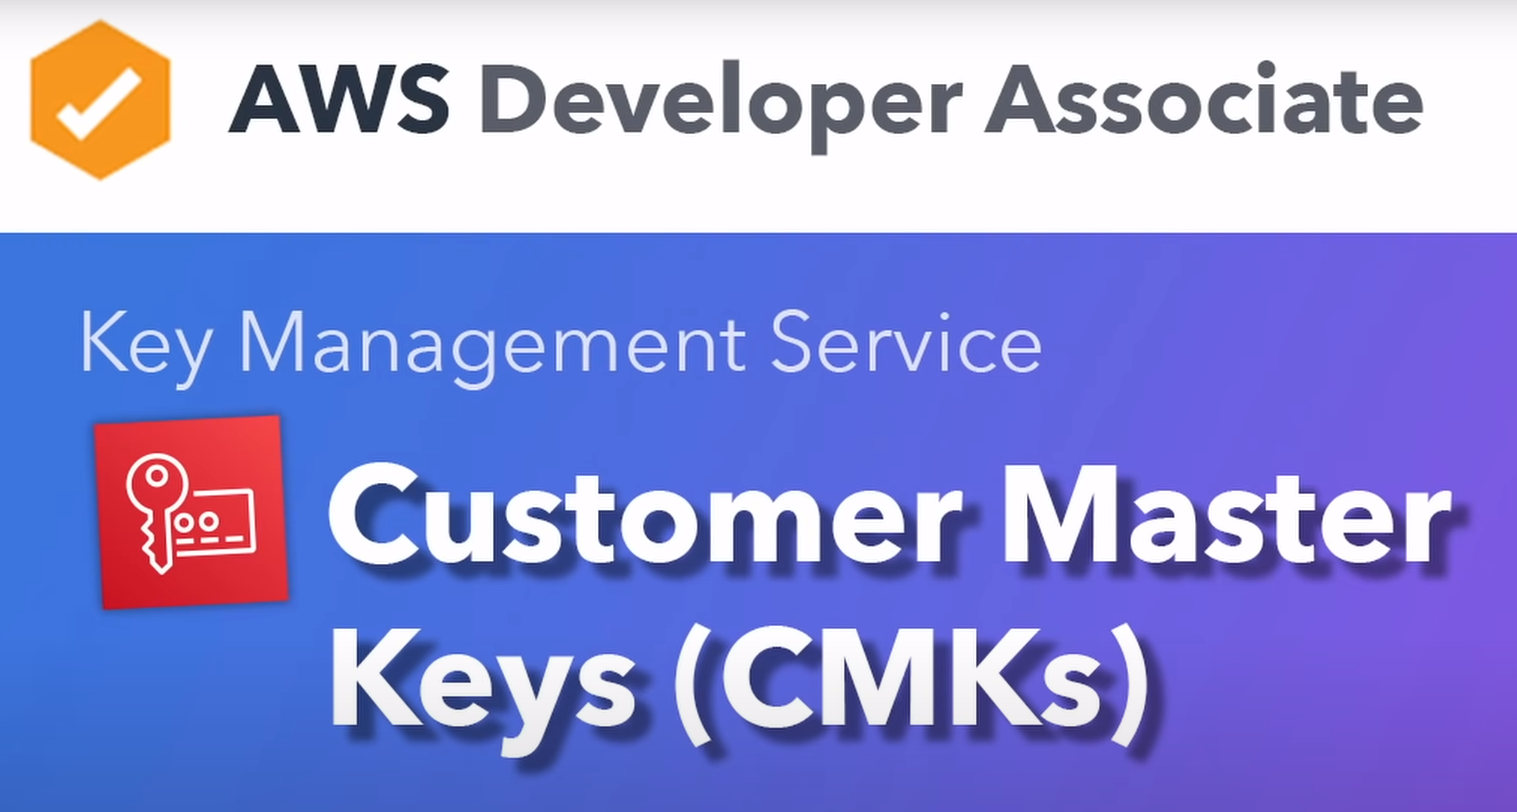 AWS Developer Associate
Key Management Service
Customer Master
Keys (CMKs)